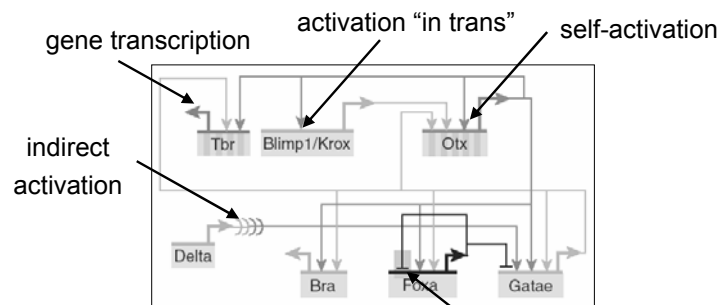 activation “in trans”
gene transcription
self-activation
Tbr
Blimp1/Krox
Otx
indirect
activation
Delta
Bra
Foxa
Gatae